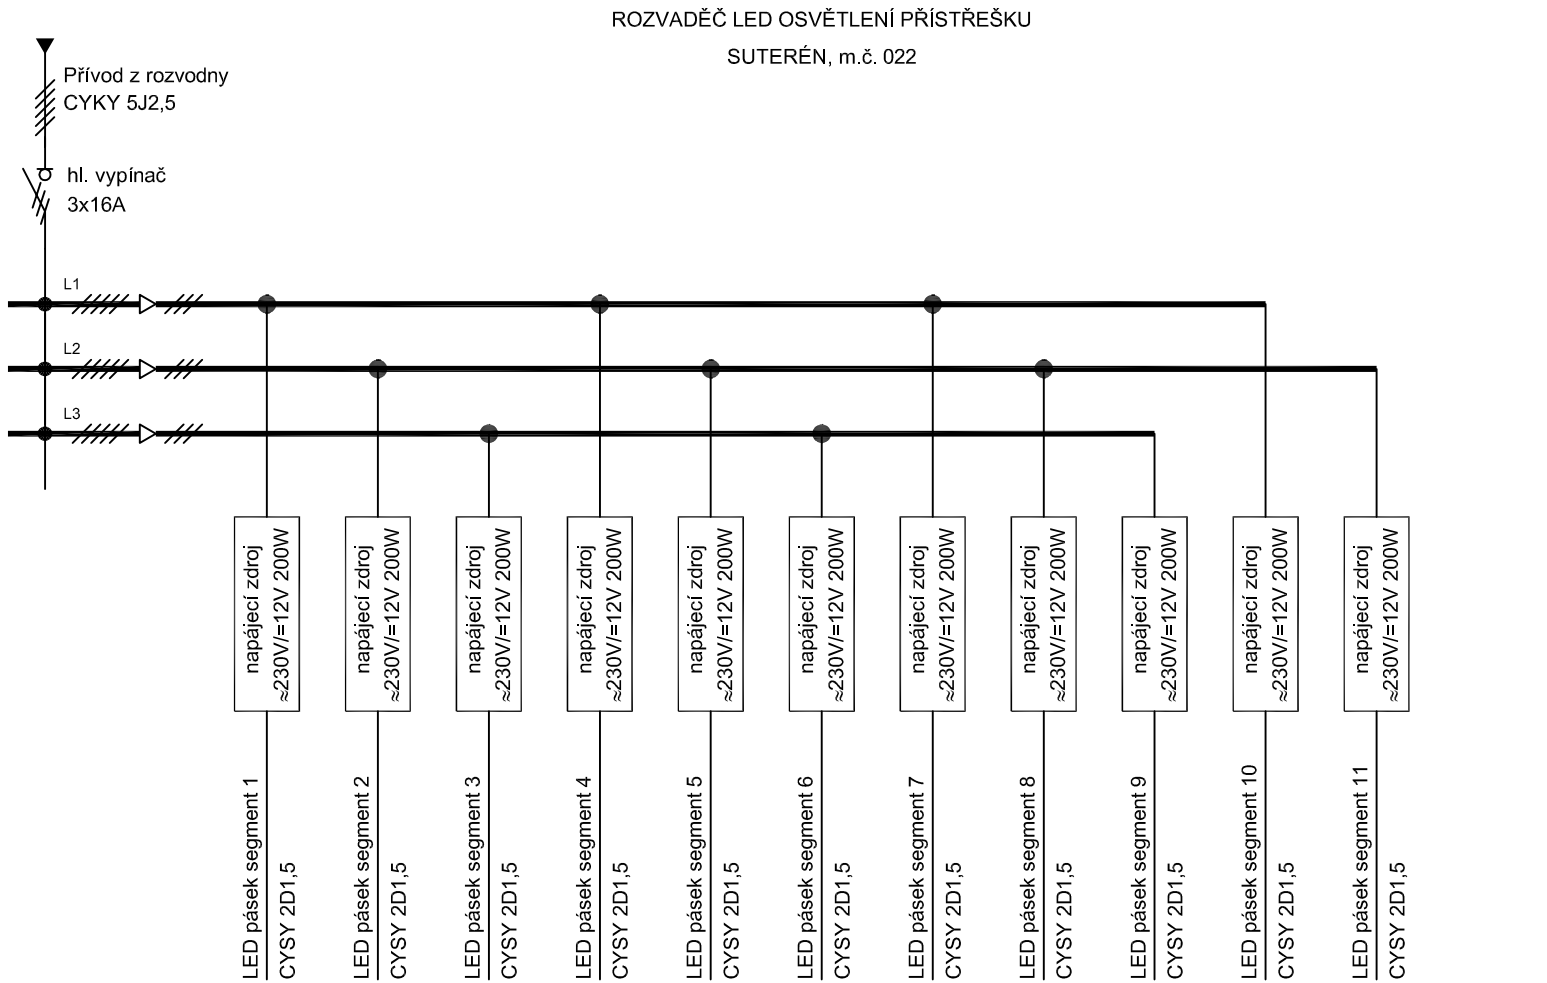 ROZVADĚČ LED OSVĚTLENÍ PŘÍSTŘEŠKU
SUTERÉN, m.č. 022
Přívod z rozvodny
CYKY 5J2,5
hl. vypínač
3x16A
L1
L2
L3
napájecí zdroj
≈230V/=12V 200W
napájecí zdroj
≈230V/=12V 200W
napájecí zdroj
≈230V/=12V 200W
napájecí zdroj
≈230V/=12V 200W
napájecí zdroj
≈230V/=12V 200W
napájecí zdroj
≈230V/=12V 200W
napájecí zdroj
≈230V/=12V 200W
napájecí zdroj
≈230V/=12V 200W
napájecí zdroj
≈230V/=12V 200W
napájecí zdroj
≈230V/=12V 200W
napájecí zdroj
≈230V/=12V 200W
LED pásek segment 1
CYSY 2D1,5
LED pásek segment 2
CYSY 2D1,5
LED pásek segment 3
CYSY 2D1,5
LED pásek segment 4
CYSY 2D1,5
LED pásek segment 5
CYSY 2D1,5
LED pásek segment 6
CYSY 2D1,5
LED pásek segment 7
CYSY 2D1,5
LED pásek segment 8
CYSY 2D1,5
LED pásek segment 9
CYSY 2D1,5
LED pásek segment 10
CYSY 2D1,5
LED pásek segment 11
CYSY 2D1,5